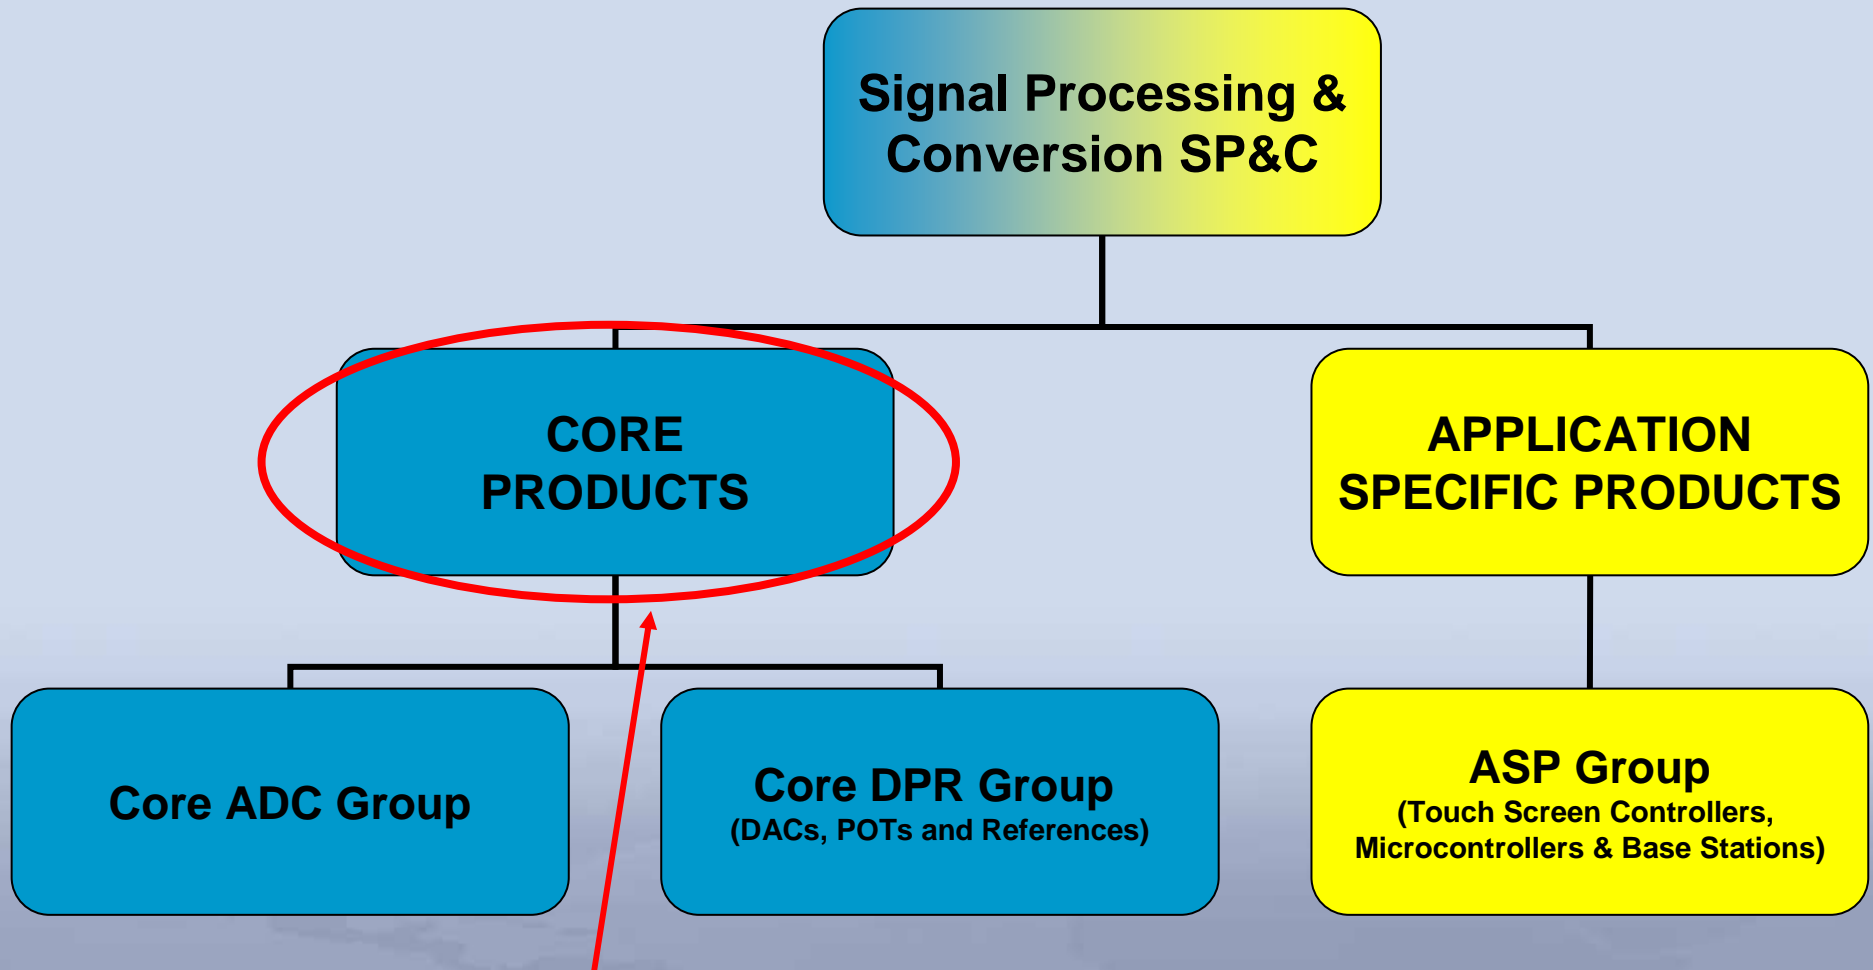 Signal Processing &
Conversion SP&C
CORE
PRODUCTS
APPLICATION
SPECIFIC PRODUCTS
Core ADC Group
Core DPR Group
(DACs, POTs and References)
ASP Group
(Touch Screen Controllers,
Microcontrollers & Base Stations)